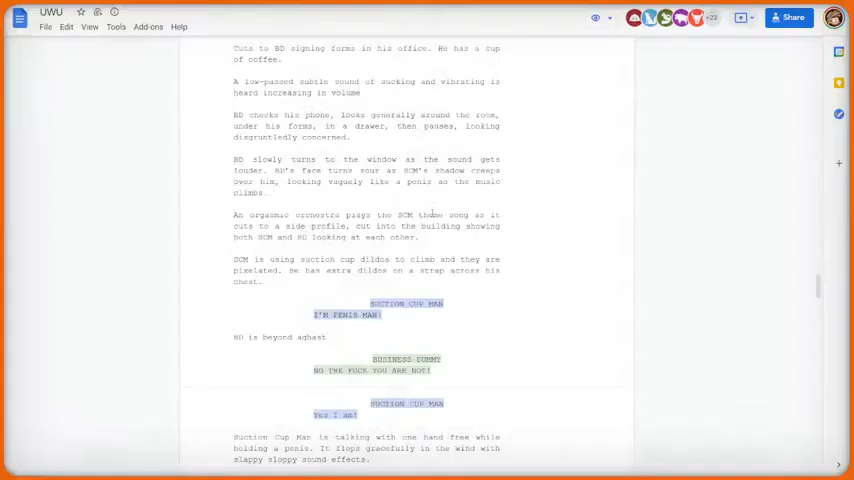 UWU
File Edit View Tools Add-ons Help
+23
Share
Cuts to BD signing forms in his office. He has a cup
of coffee.
A low-passed subtle sound of sucking and vibrating is
heard increasing in volume
BD checks his phone, looks generally around the room,
under his forms, in a drawer, then pauses, looking
disgruntledly concerned.
BD slowly turns to the window as the sound gets
louder. BD's face turns sour as SCM's shadow creeps
over him, looking vaguely like a penis as the music
climbs.
An orgasmic orchestra plays the SCM theme song as it
cuts to a side profile, cut into the building showing
both SCM and BD looking at each other.
SCM is using suction cup dildos to climb and they are
pixelated. He has extra dildos on a strap across his
chest.
SUCTION CUP MAN
I'M PENIS MAN!
BD is beyond aghast
BUSINESS DUMMY
NO THE FUCK YOU ARE NOT!
SUCTION CUP MAN
Yes I am!
Suction Cup Man is talking with one hand free while
holding a penis. It flops gracefully in the wind with
slappy sloppy sound effects.